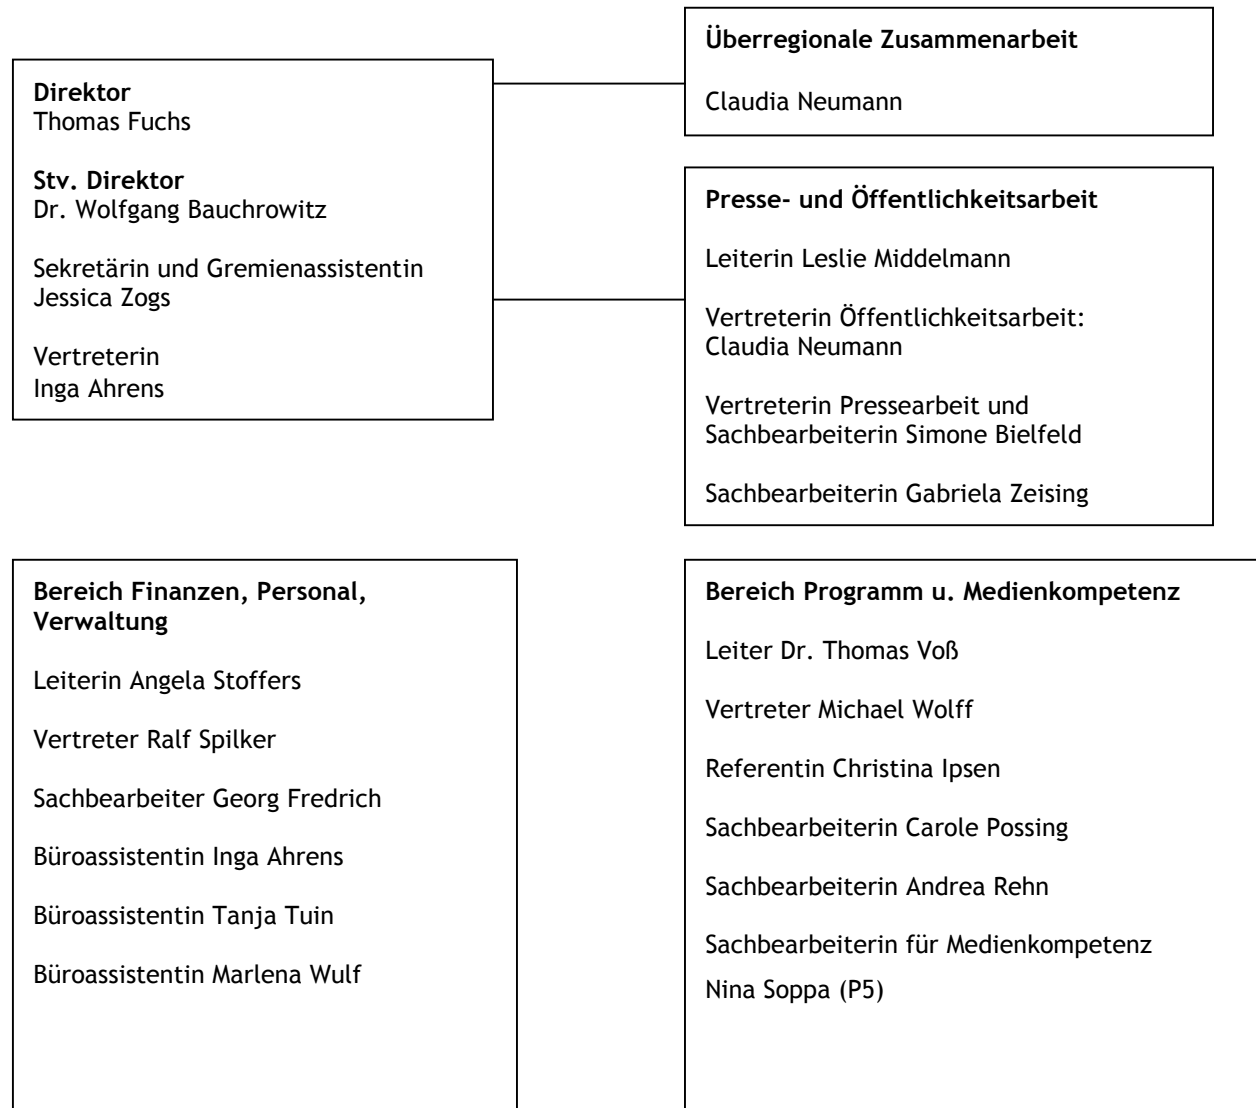 Direktor
Thomas Fuchs
Stv. Direktor
Dr. Wolfgang Bauchrowitz
Sekretärin und Gremienassistentin
Jessica Zogs
Vertreterin
Inga Ahrens
Überregionale Zusammenarbeit
Claudia Neumann
Presse- und Öffentlichkeitsarbeit
Leiterin Leslie Middelmann
Vertreterin Öffentlichkeitsarbeit:
Claudia Neumann
Vertreterin Pressearbeit und
Sachbearbeiterin Simone Bielfeld
Sachbearbeiterin Gabriela Zeising
Bereich Finanzen, Personal,
Verwaltung
Leiterin Angela Stoffers
Vertreter Ralf Spilker
Sachbearbeiter Georg Fredrich
Büroassistentin Inga Ahrens
Büroassistentin Tanja Tuin
Büroassistentin Marlena Wulf
Bereich Programm u. Medienkompetenz
Leiter Dr. Thomas Voß
Vertreter Michael Wolff
Referentin Christina Ipsen
Sachbearbeiterin Carole Possing
Sachbearbeiterin Andrea Rehn
Sachbearbeiterin für Medienkompetenz
Nina Soppa (P5)